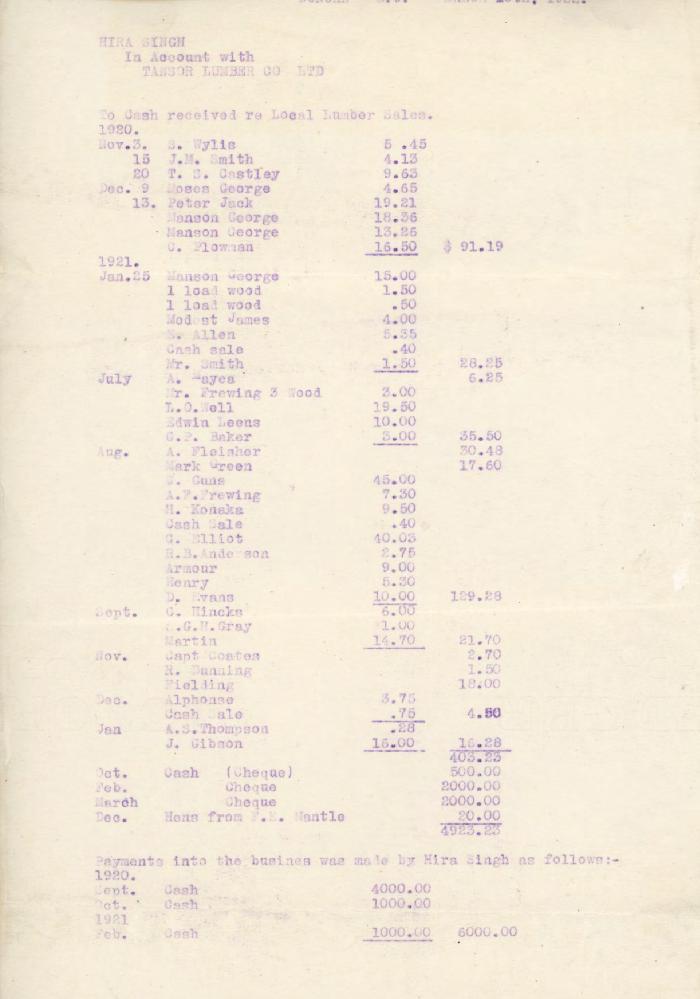 HIRA SINGH
In Account with
TANSOR LUMBER CO LTD
To Cash received re Local Lumber Sales.
1920.
Nov.3. S. Wylis 5 .45
15 J.M. Smith 4.13
20 T. S. Castley 9.63
Dec. 9 Moses George 4.65
13. Peter Jack 19.21
Manson George 18.36
Manson George 13.26
C. Plowman 16.50 $ 91.19
1921.
Jan.25 Manson George 15.00
1 load wood 1.50
1 load wood .50
Modest James 4.00
Allen 5.35
Cash sale .40
Mr. Smith 1.50 28.25
July A. Hayes 6.25
Mr. Frewing 3 Wood 3.00
L.O.Well 19.50
Edwin Leens 10.00
G.P. Baker 3.00 35.50
Aug. A. Fleisher 30.48
Mark Green 17.60
Guns 45.00
A.F.Frewing 7.30
H. Konaka 9.50
Cash Sale .40
G. Elliot 40.03
R.B.Anderson 2.75
Armour 9.00
Henry 5.30
D. Evans 10.00 129.28
Sept. C. Hincks 6.00
.G.H.Gray 1.00
Martin 14.70 21.70
Nov. Capt Coates 2.70
R. Dunning 1.50
Fielding 18.00
Dec. Alphonse 3.75
Cash Sale .75 4.50
Jan A.S.Thompson .28
J. Gibson 16.00 16.28
403.23
Oct. Cash (Cheque) 500.00
Feb. Cheque 2000.00
March Cheque 2000.00
Dec. Hens from F.E. Mantle 20.00
4923.23
Payments into the busines was made by Hira Singh as follows:-
1920.
Sept. Cash 4000.00
Oct. Cash 1000.00
1921
Feb. Cash 1000.00 6000.00